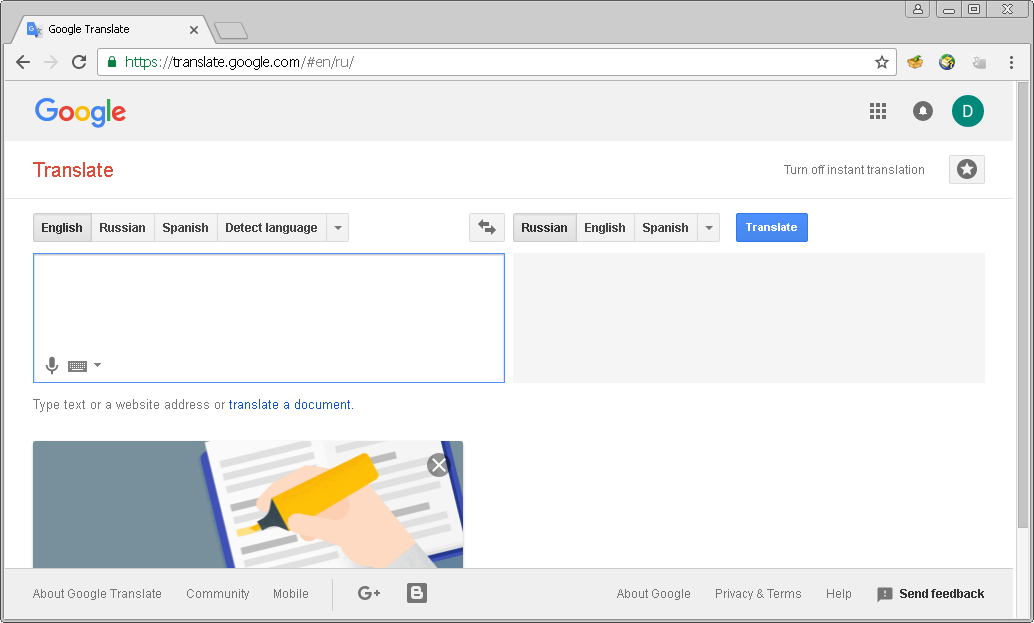 Google Translate
https://translate.google.com/#en/ru/
Google
D
Translate
Turn off instant translation
English Russian Spanish Detect language
Russian English Spanish
Translate
Type text or a website address or translate a document.
About Google Translate Community Mobile G+ B
About Google Privacy & Terms Help Send feedback